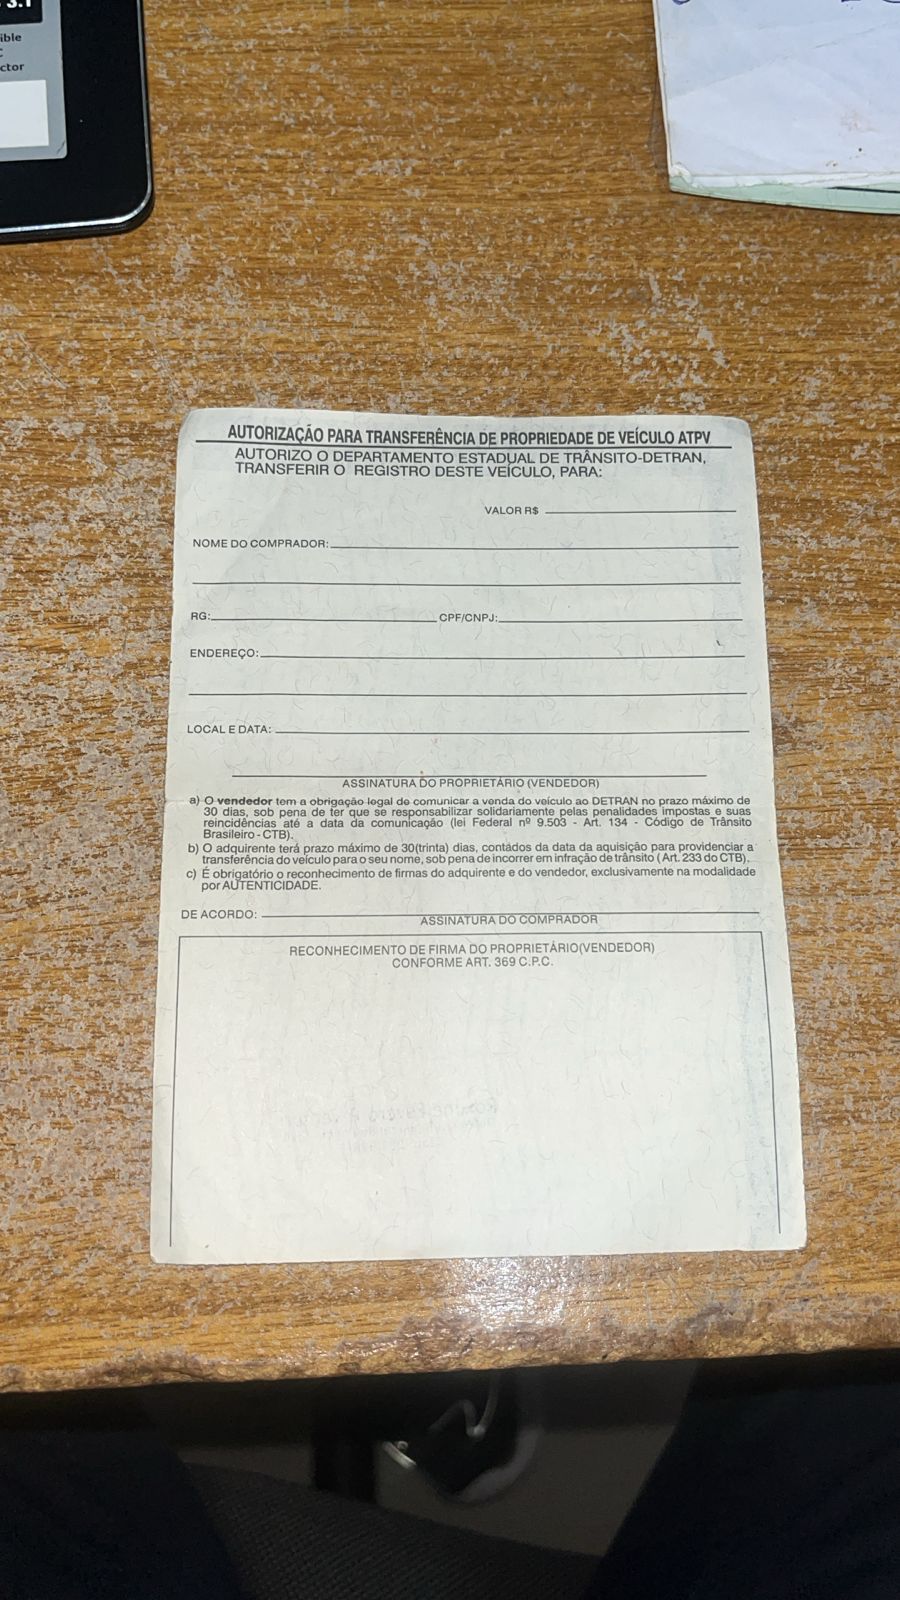 3.1
ible
C
ctor
AUTORIZAÇÃO PARA TRANSFERÊNCIA DE PROPRIEDADE DE VEÍCULO ATPV
AUTORIZO O DEPARTAMENTO ESTADUAL DE TRÂNSITO-DETRAN,
TRANSFERIR O REGISTRO DESTE VEÍCULO, PARA:
VALOR R$
NOME DO COMPRADOR:
RG: CPF/CNPJ:
ENDEREÇO:
LOCAL E DATA:
ASSINATURA DO PROPRIETÁRIO (VENDEDOR)
a) O vendedor tem a obrigação legal de comunicar a venda do veículo ao DETRAN no prazo máximo de
30 dias, sob pena de ter que se responsabilizar solidariamente pelas penalidades impostas e suas
reincidências até a data da comunicação (lei Federal nº 9.503 - Art. 134 - Código de Trânsito
Brasileiro - CTB).
b) O adquirente terá prazo máximo de 30(trinta) dias, contados da data da aquisição para providenciar a
transferência do veículo para o seu nome, sob pena de incorrer em infração de trânsito ( Art. 233 do CTB).
c) É obrigatório o reconhecimento de firmas do adquirente e do vendedor, exclusivamente na modalidade
por AUTENTICIDADE.
DE ACORDO:
ASSINATURA DO COMPRADOR
RECONHECIMENTO DE FIRMA DO PROPRIETÁRIO(VENDEDOR)
CONFORME ART. 369 C.P.C.